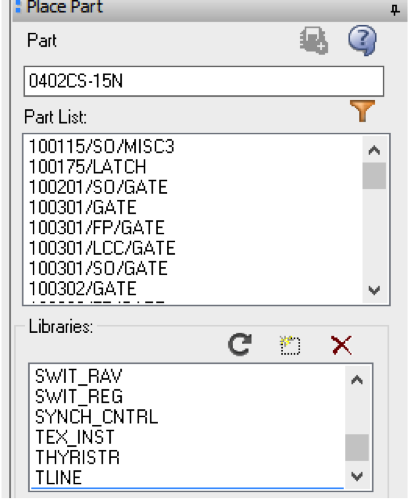 Place Part
Part
0402CS-15N
Part List:
100115/SO/MISC3
100175/LATCH
100201/SO/GATE
100301/GATE
100301/FP/GATE
100301/LCC/GATE
100301/SO/GATE
100302/GATE
Libraries:
SWIT_RAV
SWIT_REG
SYNCH_CNTRL
TEX_INST
THYRISTR
TLINE